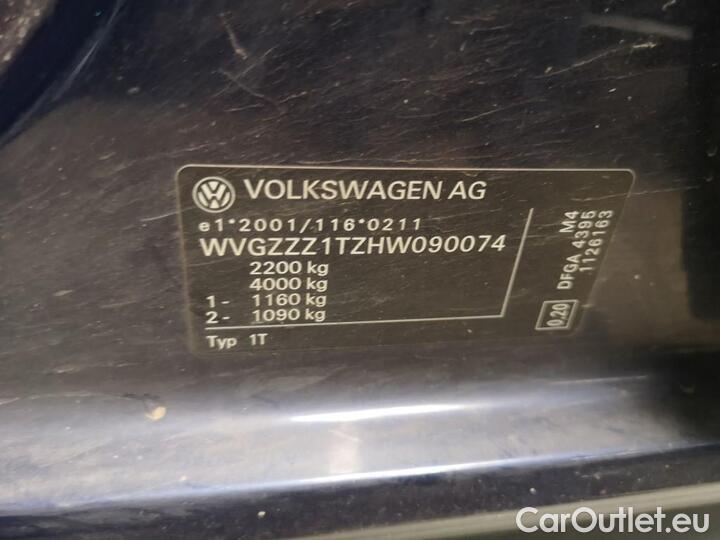 VOLKSWAGEN AG
e1*2001/116*0211
WVGZZZ1TZHW090074
2200 kg
4000 kg
1- 1160 kg
2- 1090 kg
Typ 1T
M4
DFGA 4395
1126163
0.20
CarOutlet.eu